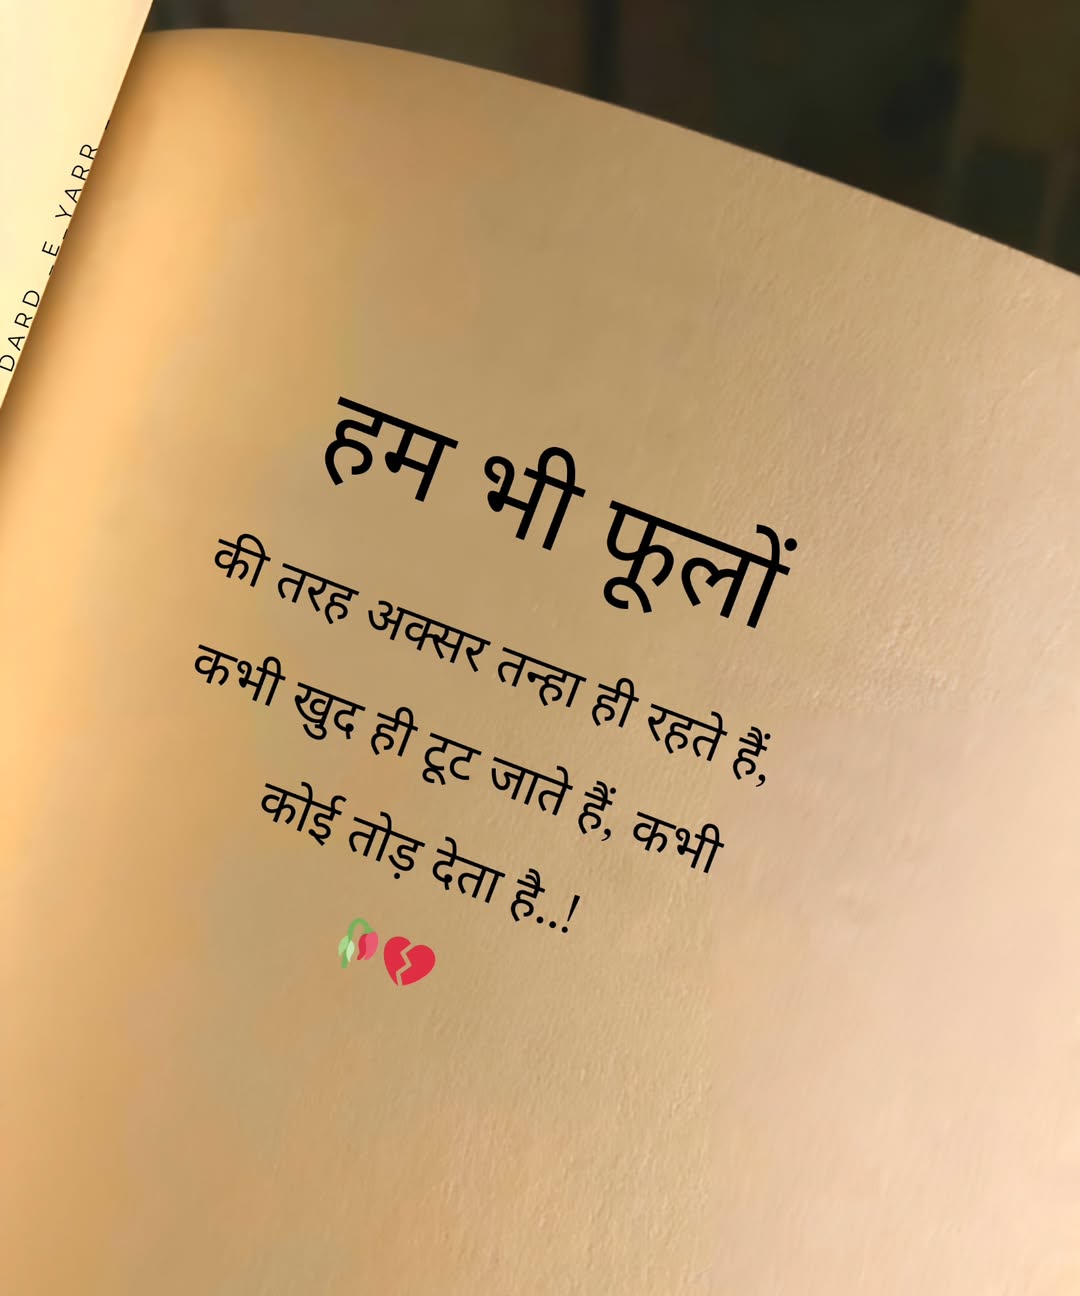 DARD -E-YARR -
हम भी फूलों
की तरह अक्सर तन्हा ही रहते हैं,
कभी खुद ही टूट जाते हैं, कभी
कोई तोड़ देता है..!
🥀💔